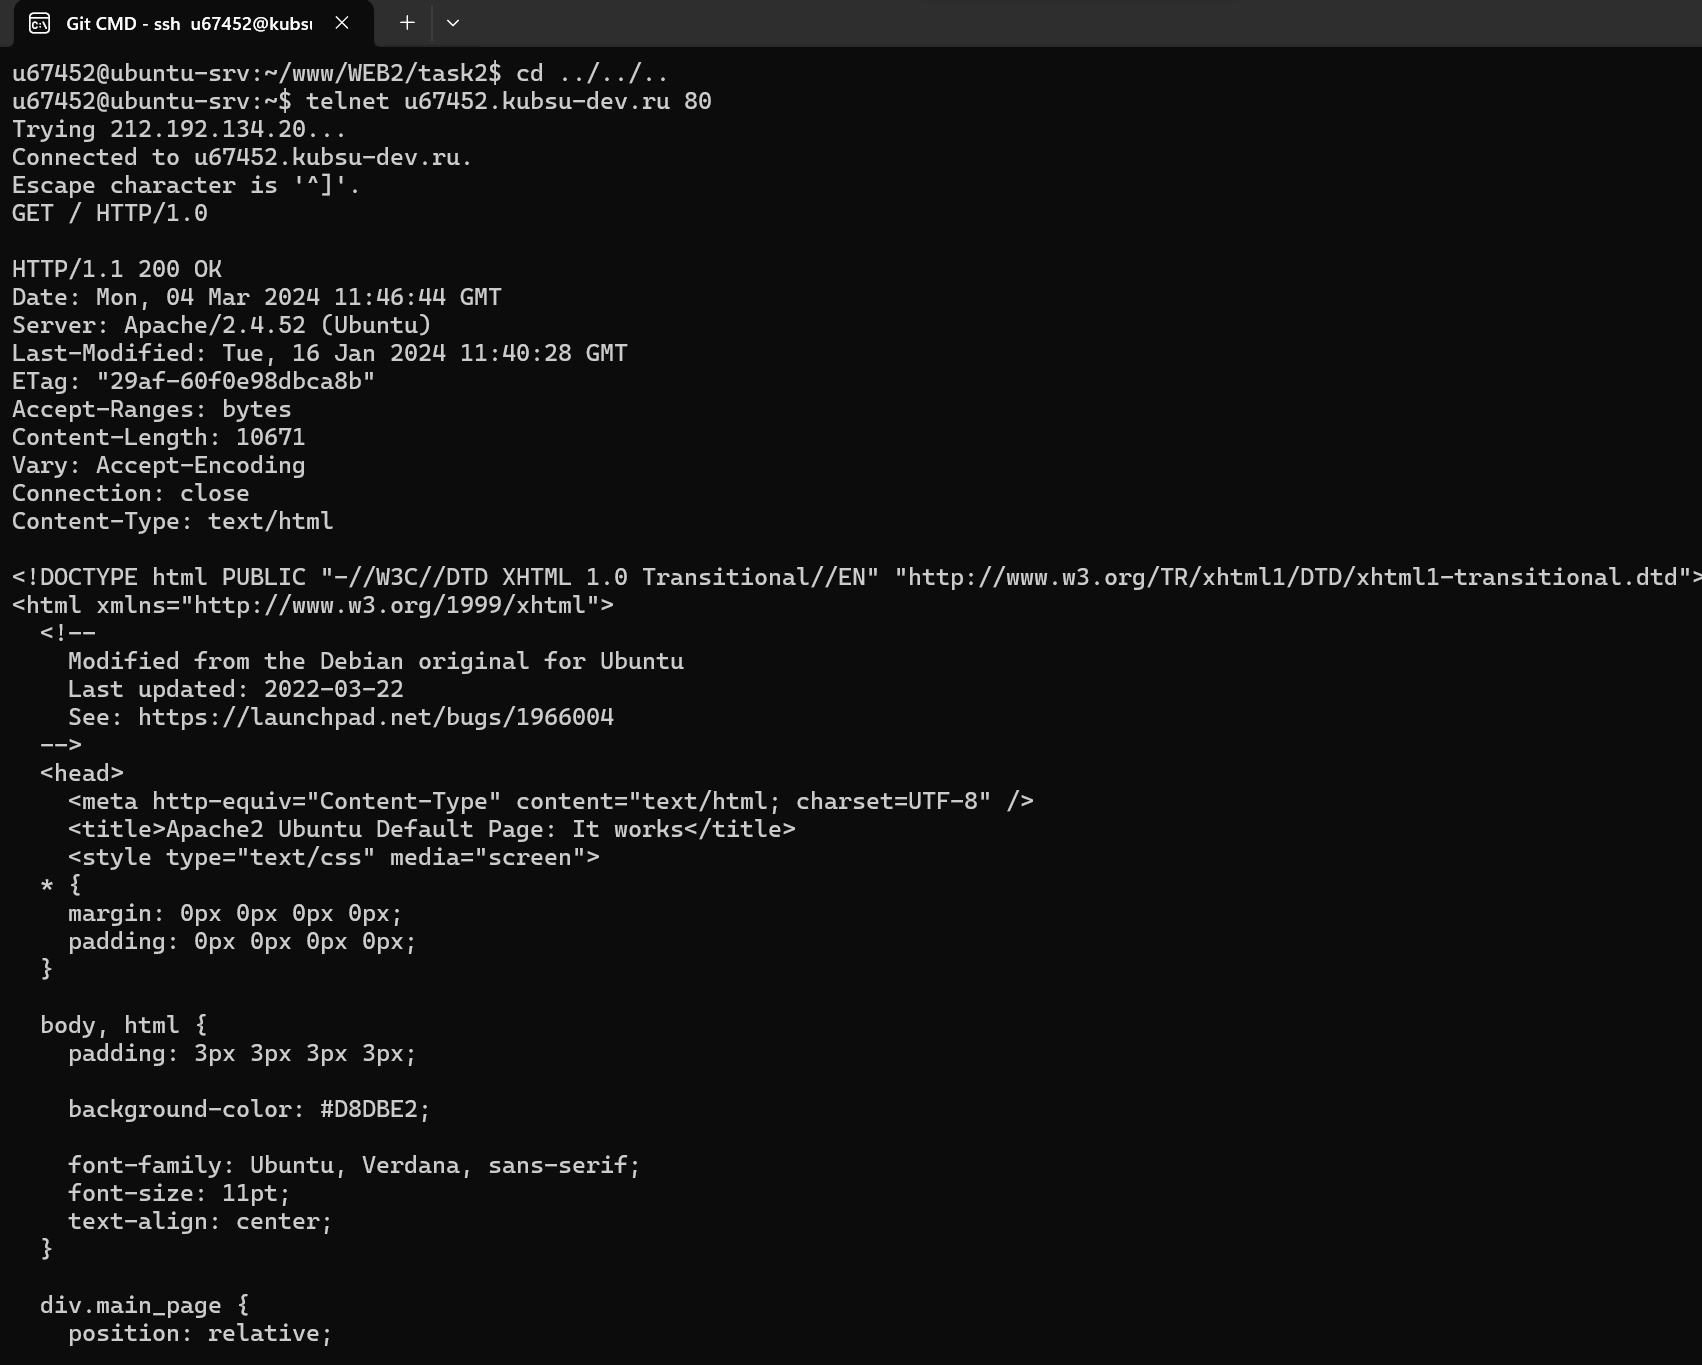 Git CMD - ssh u67452@kubsu
u67452@ubuntu-srv:~/www/WEB2/task2$ cd ../../..
u67452@ubuntu-srv:~$ telnet u67452.kubsu-dev.ru 80
Trying 212.192.134.20...
Connected to u67452.kubsu-dev.ru.
Escape character is '^]'.
GET / HTTP/1.0

HTTP/1.1 200 OK
Date: Mon, 04 Mar 2024 11:46:44 GMT
Server: Apache/2.4.52 (Ubuntu)
Last-Modified: Tue, 16 Jan 2024 11:40:28 GMT
ETag: "29af-60f0e98dbca8b"
Accept-Ranges: bytes
Content-Length: 10671
Vary: Accept-Encoding
Connection: close
Content-Type: text/html

<!DOCTYPE html PUBLIC "-//W3C//DTD XHTML 1.0 Transitional//EN" "http://www.w3.org/TR/xhtml1/DTD/xhtml1-transitional.dtd">
<html xmlns="http://www.w3.org/1999/xhtml">
  <!--
    Modified from the Debian original for Ubuntu
    Last updated: 2022-03-22
    See: https://launchpad.net/bugs/1966004
  -->
  <head>
    <meta http-equiv="Content-Type" content="text/html; charset=UTF-8" />
    <title>Apache2 Ubuntu Default Page: It works</title>
    <style type="text/css" media="screen">
  * {
    margin: 0px 0px 0px 0px;
    padding: 0px 0px 0px 0px;
  }

  body, html {
    padding: 3px 3px 3px 3px;

    background-color: #D8DBE2;

    font-family: Ubuntu, Verdana, sans-serif;
    font-size: 11pt;
    text-align: center;
  }

  div.main_page {
    position: relative;